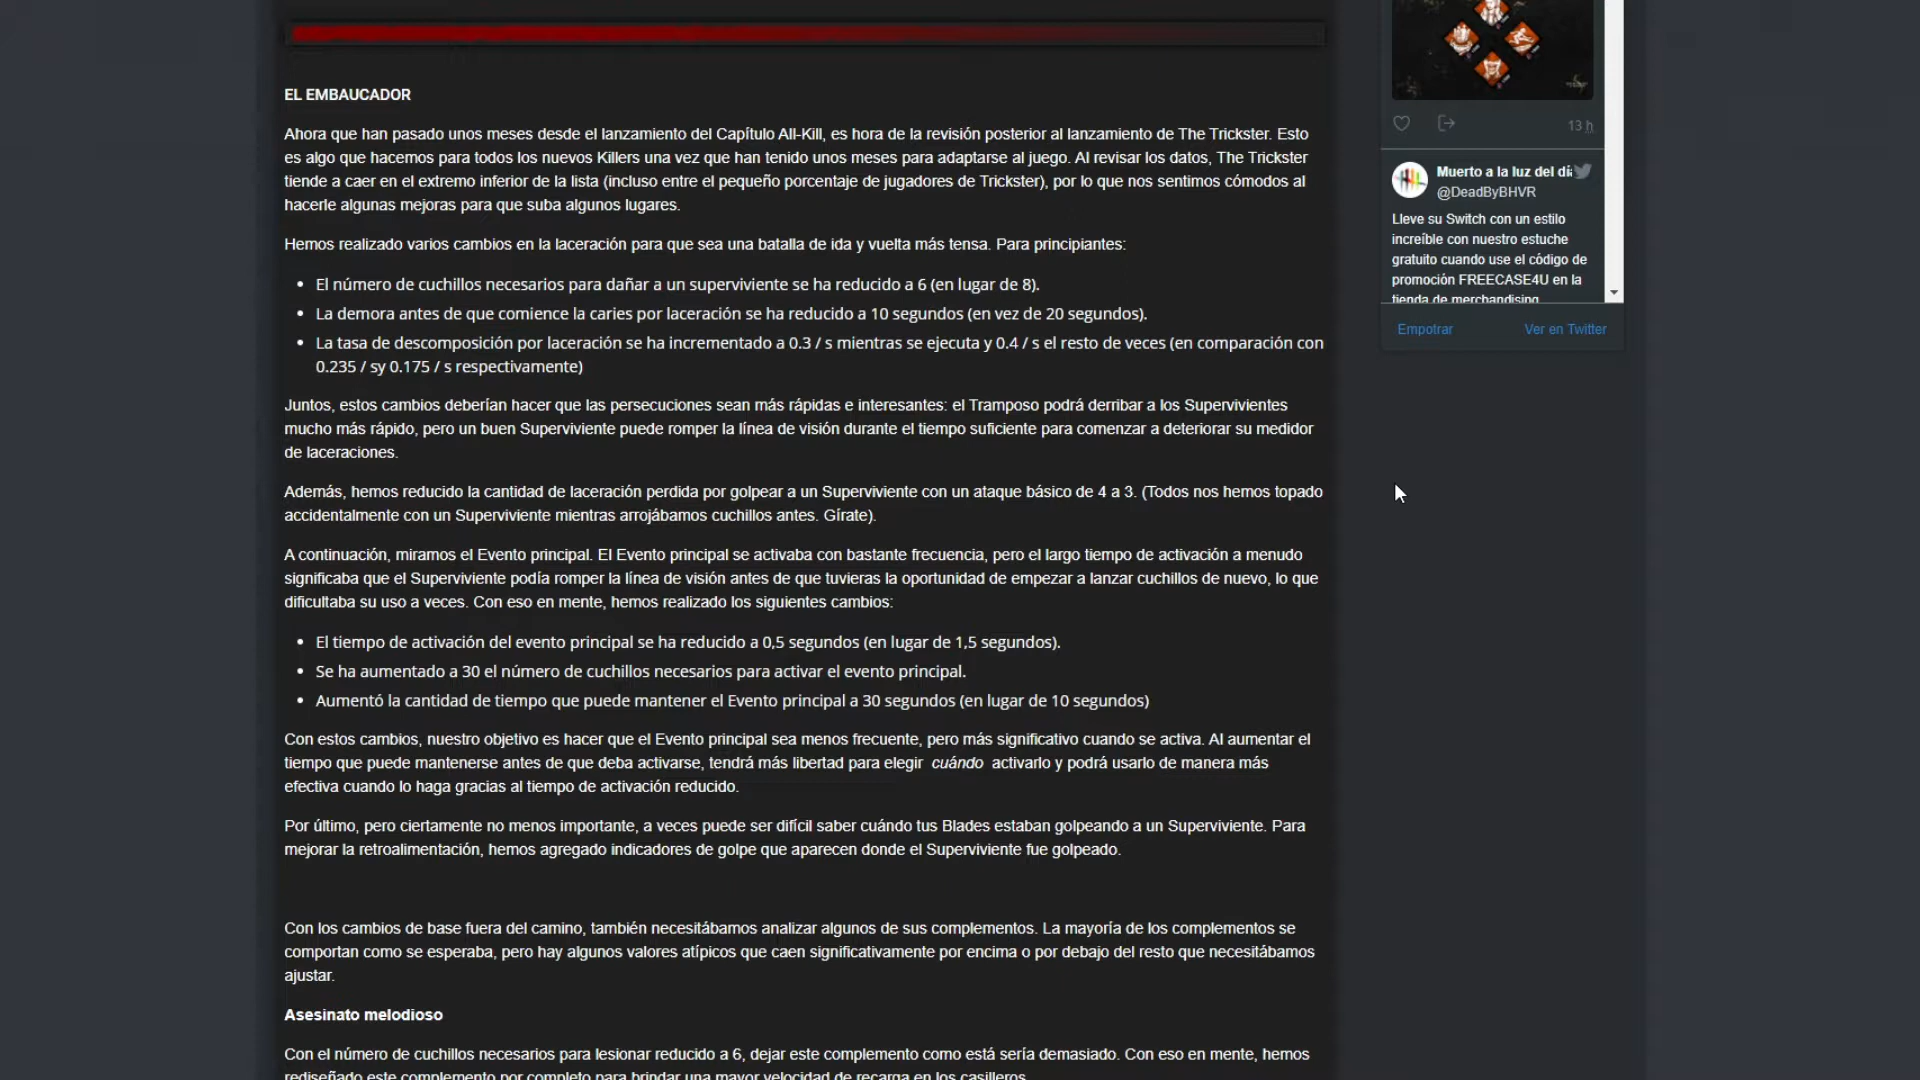 EL EMBAUCADOR
Ahora que han pasado unos meses desde el lanzamiento del Capítulo All-Kill, es hora de la revisión posterior al lanzamiento de The Trickster. Esto
es algo que hacemos para todos los nuevos Killers una vez que han tenido unos meses para adaptarse al juego. Al revisar los datos, The Trickster
tiende a caer en el extremo inferior de la lista (incluso entre el pequeño porcentaje de jugadores de Trickster), por lo que nos sentimos cómodos al
hacerle algunas mejoras para que suba algunos lugares.
Hemos realizado varios cambios en la laceración para que sea una batalla de ida y vuelta más tensa. Para principiantes:
• El número de cuchillos necesarios para dañar a un superviviente se ha reducido a 6 (en lugar de 8).
• La demora antes de que comience la caries por laceración se ha reducido a 10 segundos (en vez de 20 segundos).
• La tasa de descomposición por laceración se ha incrementado a 0.3 / s mientras se ejecuta y 0.4 / s el resto de veces (en comparación con
0.235 / sy 0.175 / s respectivamente)
Juntos, estos cambios deberían hacer que las persecuciones sean más rápidas e interesantes: el Tramposo podrá derribar a los Supervivientes
mucho más rápido, pero un buen Superviviente puede romper la línea de visión durante el tiempo suficiente para comenzar a deteriorar su medidor
de laceraciones.
Además, hemos reducido la cantidad de laceración perdida por golpear a un Superviviente con un ataque básico de 4 a 3. (Todos nos hemos topado
accidentalmente con un Superviviente mientras arrojábamos cuchillos antes. Gírate).
A continuación, miramos el Evento principal. El Evento principal se activaba con bastante frecuencia, pero el largo tiempo de activación a menudo
significaba que el Superviviente podía romper la línea de visión antes de que tuvieras la oportunidad de empezar a lanzar cuchillos de nuevo, lo que
dificultaba su uso a veces. Con eso en mente, hemos realizado los siguientes cambios:
• El tiempo de activación del evento principal se ha reducido a 0,5 segundos (en lugar de 1,5 segundos).
• Se ha aumentado a 30 el número de cuchillos necesarios para activar el evento principal.
• Aumentó la cantidad de tiempo que puede mantener el Evento principal a 30 segundos (en lugar de 10 segundos)
Con estos cambios, nuestro objetivo es hacer que el Evento principal sea menos frecuente, pero más significativo cuando se activa. Al aumentar el
tiempo que puede mantenerse antes de que deba activarse, tendrá más libertad para elegir cuándo activarlo y podrá usarlo de manera más
efectiva cuando lo haga gracias al tiempo de activación reducido.
Por último, pero ciertamente no menos importante, a veces puede ser difícil saber cuándo tus Blades estaban golpeando a un Superviviente. Para
mejorar la retroalimentación, hemos agregado indicadores de golpe que aparecen donde el Superviviente fue golpeado.
Con los cambios de base fuera del camino, también necesitábamos analizar algunos de sus complementos. La mayoría de los complementos se
comportan como se esperaba, pero hay algunos valores atípicos que caen significativamente por encima o por debajo del resto que necesitábamos
ajustar.
Asesinato melodioso
Con el número de cuchillos necesarios para lesionar reducido a 6, dejar este complemento como está sería demasiado. Con eso en mente, hemos
rediseñado este complemento por completo para brindar una mayor velocidad de recarga en los casilleros.
13 h
Muerto a la luz del día
@DeadByBHVR
Lleve su Switch con un estilo
increíble con nuestro estuche
gratuito cuando use el código de
promoción FREECASE4U en la
tienda de merchandising
Empotrar
Ver en Twitter